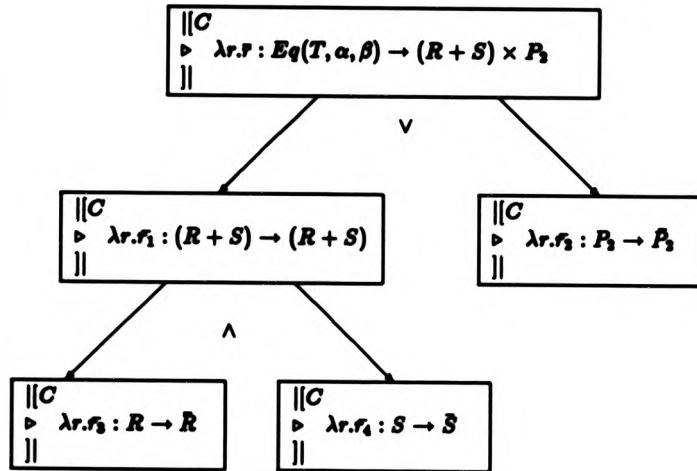 |[C
▷ λr.r̄ : Eq(T, α, β) → (R + S) × P₂
]|
∨
|[C
▷ λr.r̄₁ : (R + S) → (R + S)
]|
|[C
▷ λr.r̄₂ : P₂ → P̄₂
]|
∧
|[C
▷ λr.r̄₃ : R → R̄
]|
|[C
▷ λr.r̄₄ : S → S̄
]|